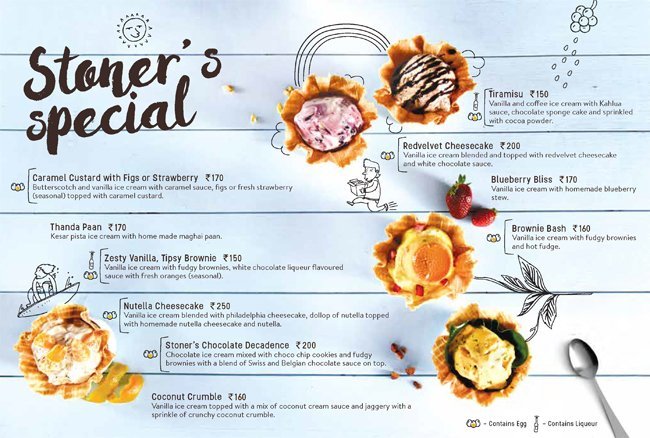 Stoner's
special
Tiramisu ₹150
Vanilla and coffee ice cream with Kahlua
sauce, chocolate sponge cake and sprinkled
with cocoa powder.
Redvelvet Cheesecake ₹200
Vanilla ice cream blended and topped with redvelvet cheesecake
and white chocolate sauce.
Caramel Custard with Figs or Strawberry ₹170
Butterscotch and vanilla ice cream with caramel sauce, figs or fresh strawberry
(seasonal) topped with caramel custard.
Blueberry Bliss ₹170
Vanilla ice cream with homemade blueberry
stew.
Thanda Paan ₹170
Kesar pista ice cream with home made maghai paan.
Brownie Bash ₹160
Vanilla ice cream with fudgy brownies
and hot fudge.
Zesty Vanilla, Tipsy Brownie ₹150
Vanilla ice cream with fudgy brownies, white chocolate liqueur flavoured
sauce with fresh oranges (seasonal).
Nutella Cheesecake ₹250
Vanilla ice cream blended with philadelphia cheesecake, dollop of nutella topped
with homemade nutella cheesecake and nutella.
Stoner's Chocolate Decadence ₹200
Chocolate ice cream mixed with choco chip cookies and fudgy
brownies with a blend of Swiss and Belgian chocolate sauce on top.
Coconut Crumble ₹160
Vanilla ice cream topped with a mix of coconut cream sauce and jaggery with a
sprinkle of crunchy coconut crumble.
- Contains Egg - Contains Liqueur